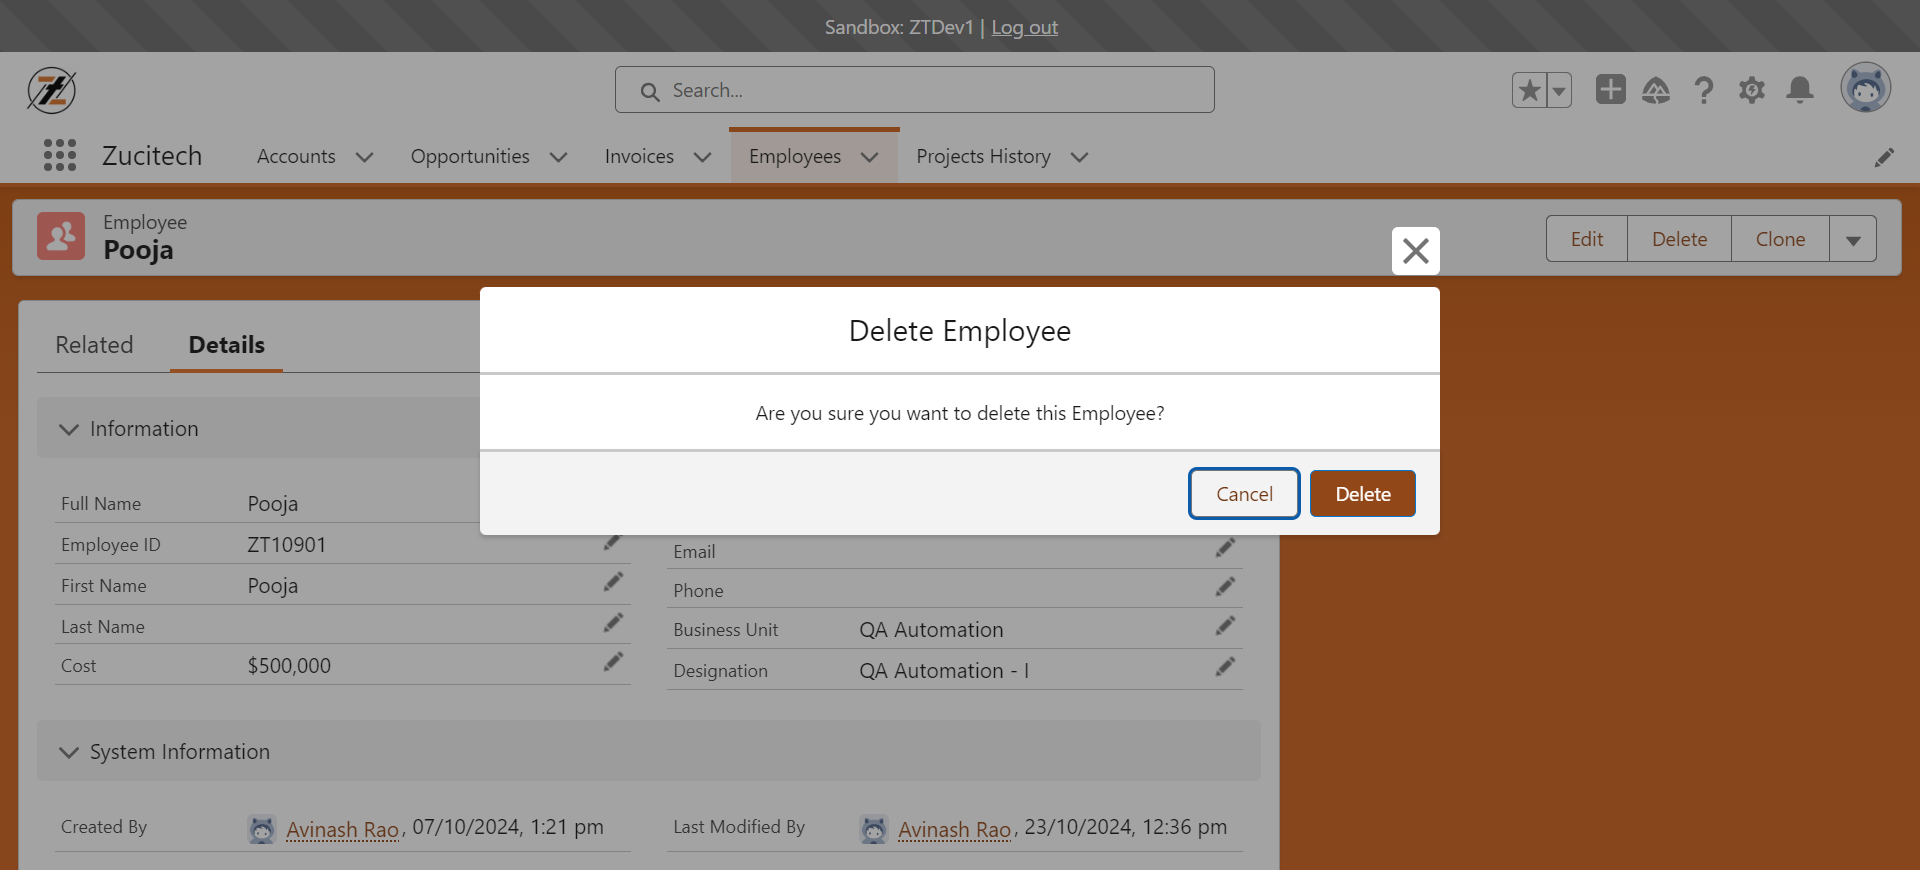 Sandbox: ZTDev1 | Log out
Search...
Zucitech Accounts Opportunities Invoices Employees Projects History
Employee
Pooja
Edit Delete Clone
Related Details
Delete Employee
Are you sure you want to delete this Employee?
Cancel Delete
Information
Full Name Pooja
Employee ID ZT10901
First Name Pooja
Last Name
Cost $500,000
Email
Phone
Business Unit QA Automation
Designation QA Automation - I
System Information
Created By Avinash Rao, 07/10/2024, 1:21 pm
Last Modified By Avinash Rao, 23/10/2024, 12:36 pm